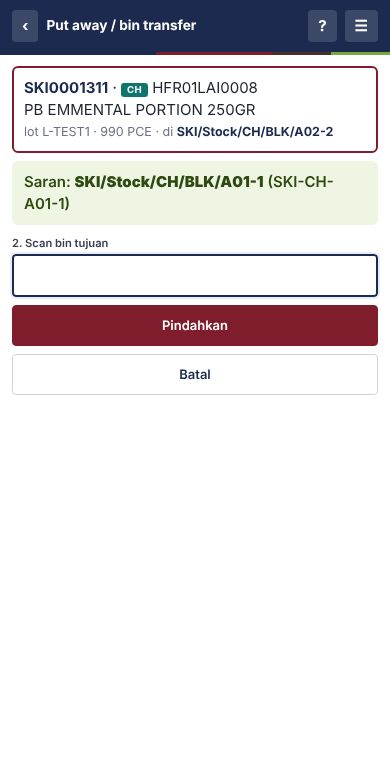 ‹ Put away / bin transfer ? ☰
SKI0001311 · CH HFR01LAI0008
PB EMMENTAL PORTION 250GR
lot L-TEST1 · 990 PCE · di SKI/Stock/CH/BLK/A02-2
Saran: SKI/Stock/CH/BLK/A01-1 (SKI-CH-
A01-1)
2. Scan bin tujuan
Pindahkan
Batal